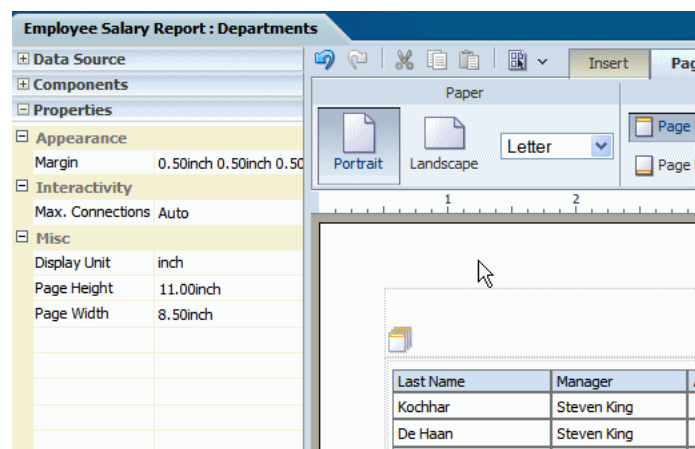 Employee Salary Report : Departments
Data Source
Components
Properties
Appearance
Margin 0.50inch 0.50inch 0.50
Interactivity
Max. Connections Auto
Misc
Display Unit inch
Page Height 11.00inch
Page Width 8.50inch
Insert
Paper
Portrait
Landscape
Letter
Page
Page
1 2
Last Name Manager
Kochhar Steven King
De Haan Steven King